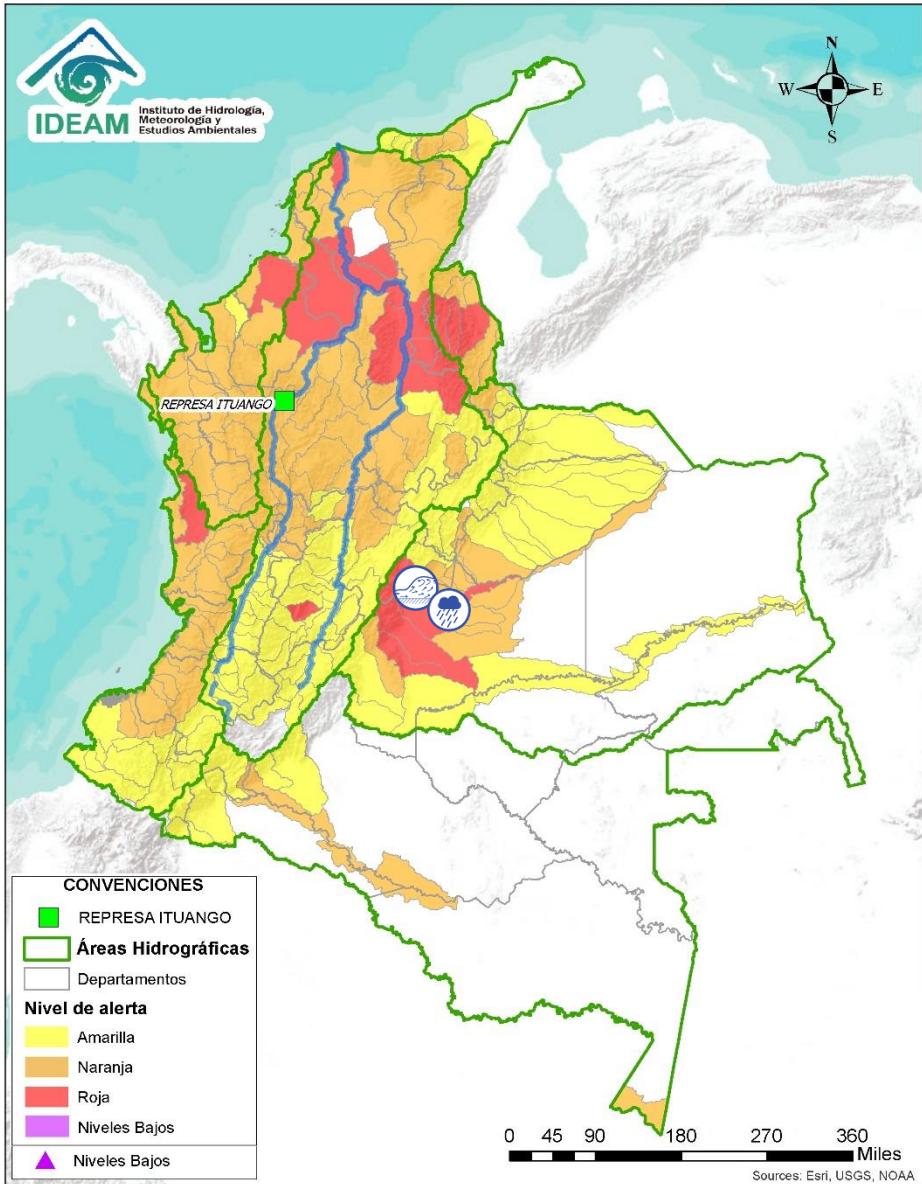 IDEAM
Instituto de Hidrología,
Meteorología y
Estudios Ambientales
N
W
E
S
REPRESA ITUANGO
CONVENCIONES
REPRESA ITUANGO
Áreas Hidrográficas
Departamentos
Nivel de alerta
Amarilla
Naranja
Roja
Niveles Bajos
Niveles Bajos
0 45 90 180 270 360
Miles
Sources: Esri, USGS, NOAA